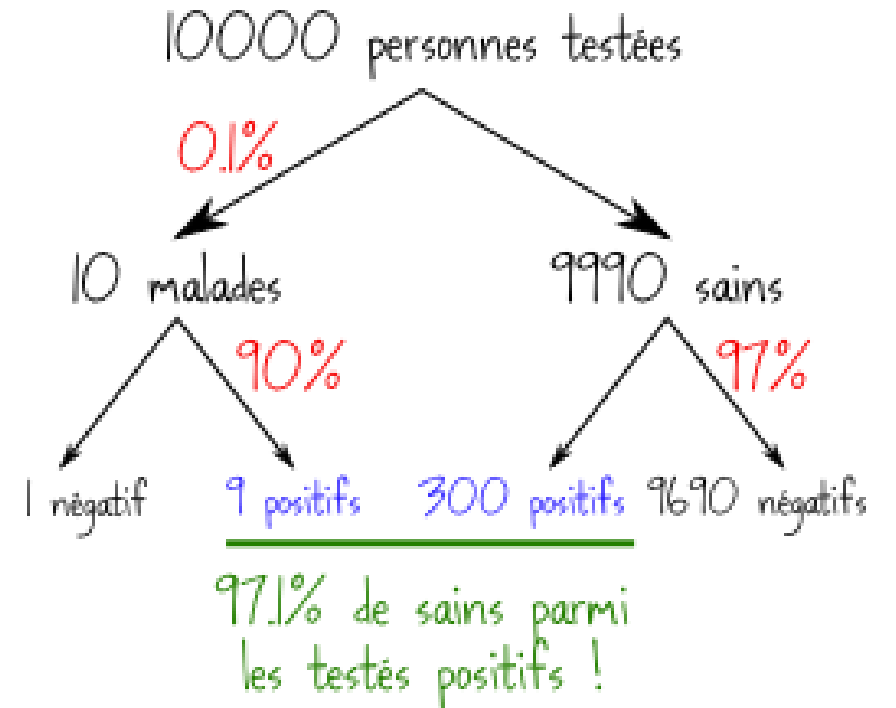 10000 personnes testées
0.1%
10 malades
9990 sains
90%
97%
1 négatif
9 positifs
300 positifs
9690 négatifs
97.1% de sains parmi
les testés positifs !